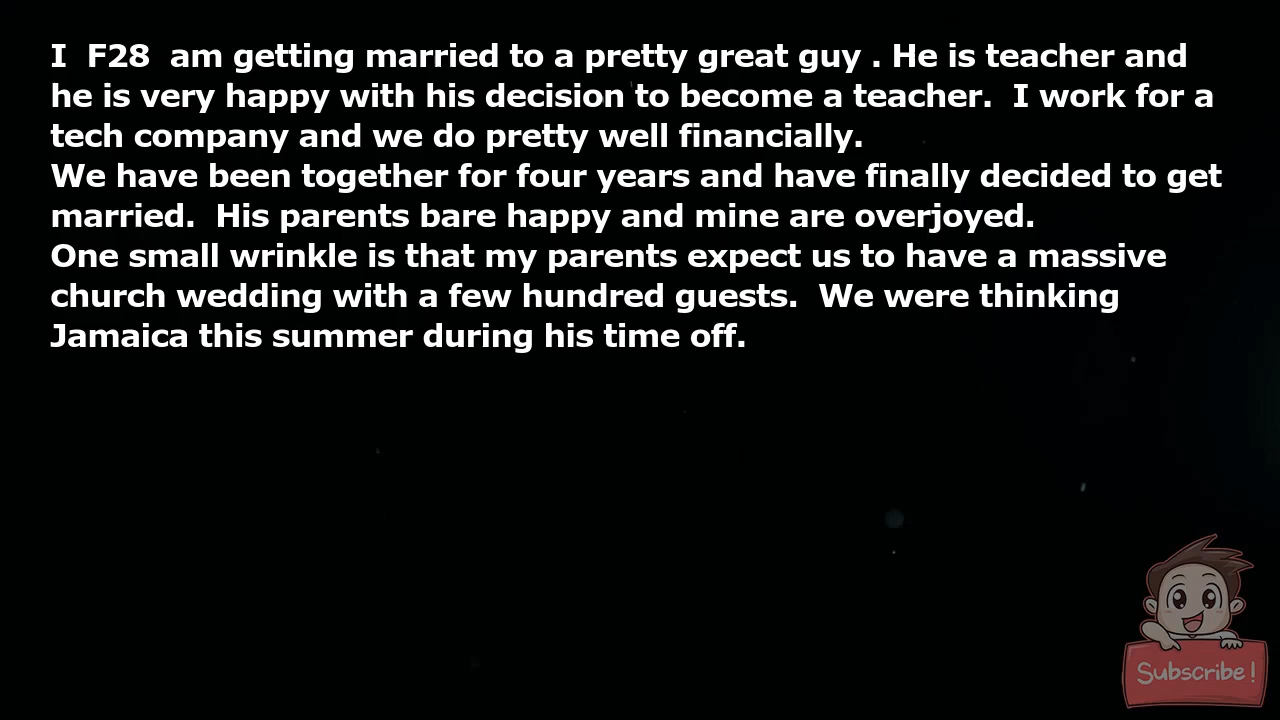 I  F28  am getting married to a pretty great guy . He is teacher and
he is very happy with his decision to become a teacher.  I work for a
tech company and we do pretty well financially.
We have been together for four years and have finally decided to get
married.  His parents bare happy and mine are overjoyed.
One small wrinkle is that my parents expect us to have a massive
church wedding with a few hundred guests.  We were thinking
Jamaica this summer during his time off.
Subscribe!